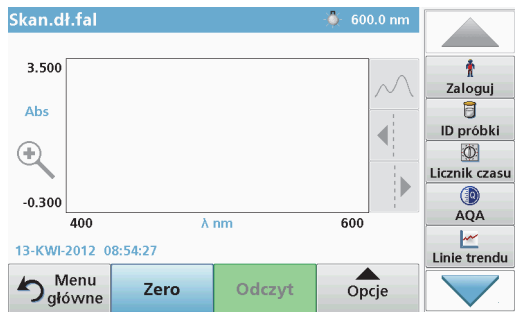 Skan.dł.fal
600.0 nm
3.500
Abs
-0.300
400
λ nm
600
13-KWI-2012 08:54:27
Menu
główne
Zero
Odczyt
Opcje
Zaloguj
ID próbki
Licznik czasu
AQA
Linie trendu